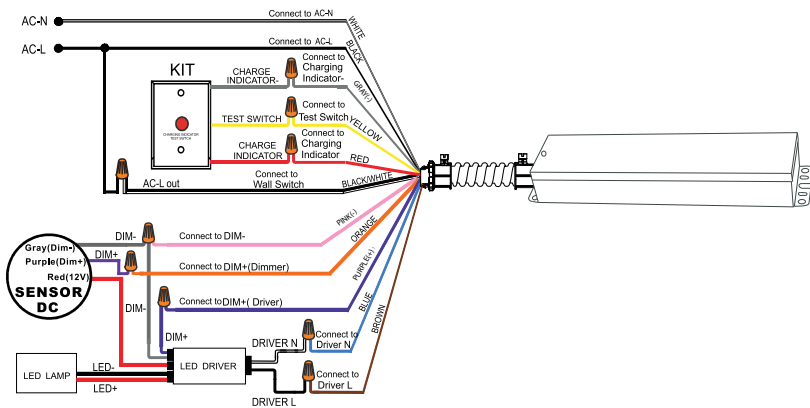 AC-N
Connect to AC-N
WHITE
AC-L
Connect to AC-L
BLACK
KIT
CHARGE
INDICATOR-
Connect to
Charging
Indicator-
GRAY(-)
TEST SWITCH
Connect to
Test Switch
YELLOW
CHARGING INDICATOR
TEST SWITCH
CHARGE
INDICATOR
Connect to
Charging
Indicator
RED
AC-L out
Connect to
Wall Switch
BLACK/WHITE
Gray(Dim-)
Purple(Dim+)
Red(12V)
SENSOR
DC
DIM-
Connect to DIM-
PINK(-)
DIM+
Connect to DIM+(Dimmer)
ORANGE
DIM-
Connect to DIM+( Driver)
PURPLE(+)
DIM+
BLUE
BROWN
DRIVER N
Connect to
Driver N
LED DRIVER
LED LAMP
LED-
LED+
Connect to
Driver L
DRIVER L